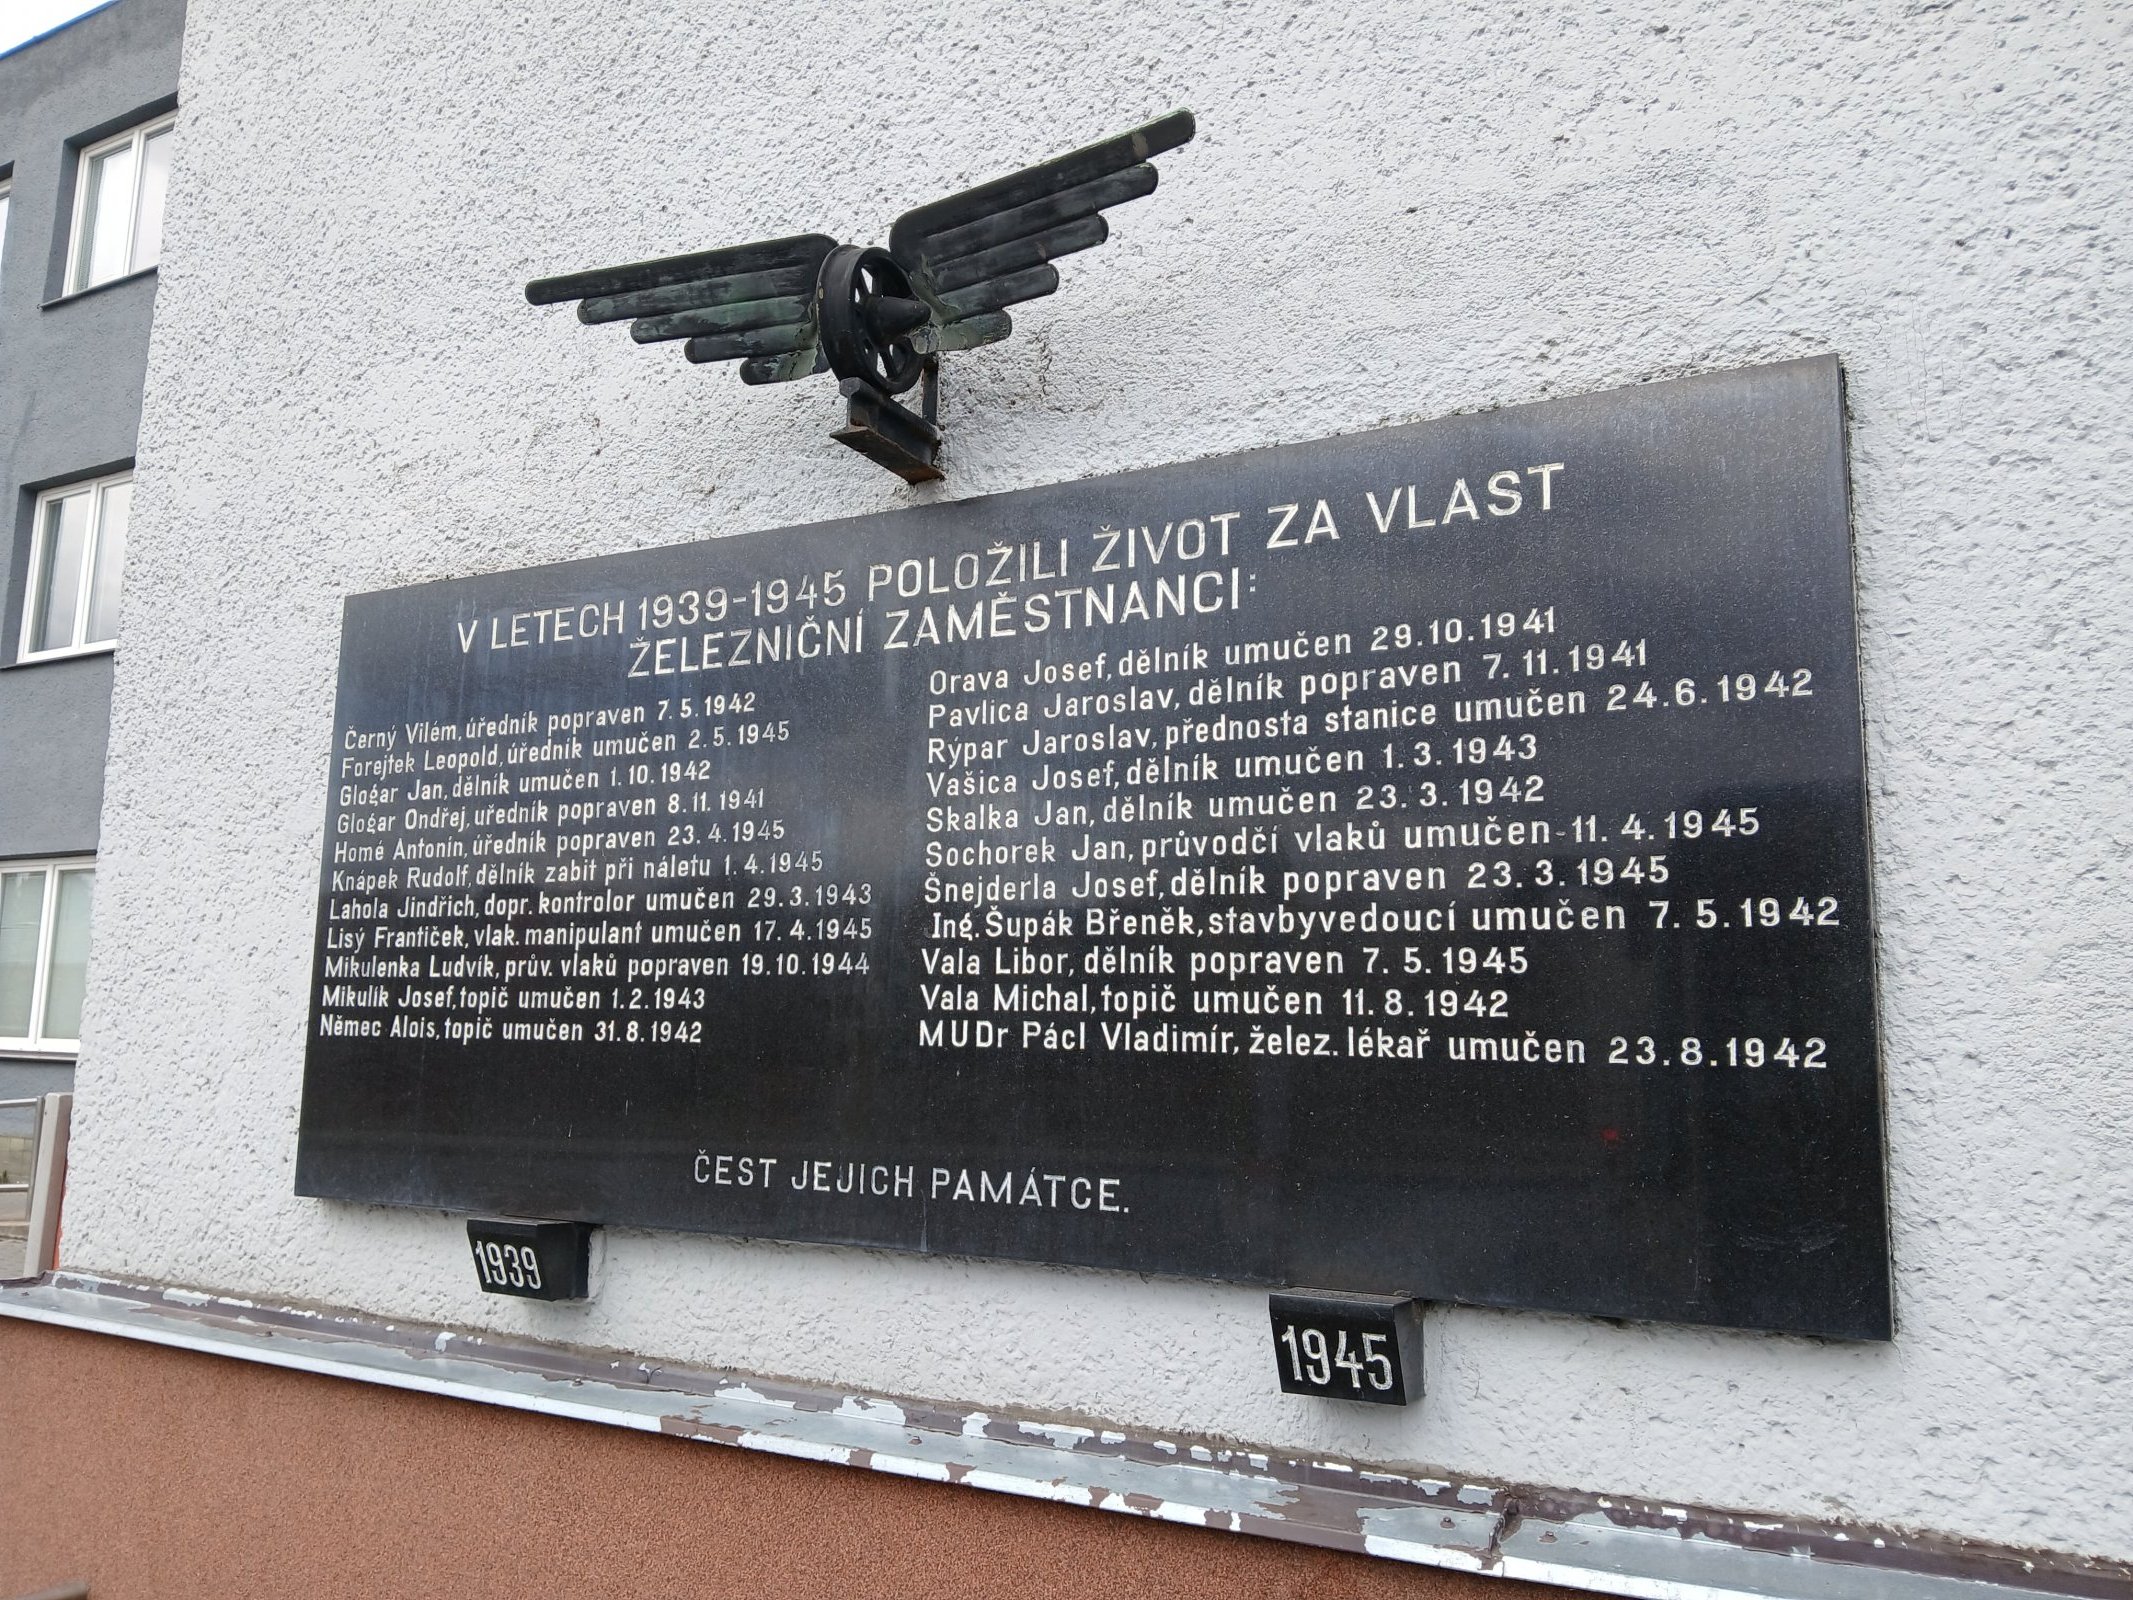 V LETECH 1939-1945 POLOŽILI ŽIVOT ZA VLAST
ŽELEZNIČNÍ ZAMĚSTNANCI:
Černý Vilém, úředník popraven 7.5.1942
Forejtek Leopold, úředník umučen 2.5.1945
Glogar Jan, dělník umučen 1.10.1942
Glogar Ondřej, uředník popraven 8.11.1941
Homé Antonín, úředník popraven 23.4.1945
Knápek Rudolf, dělník zabit při náletu 1.4.1945
Lahola Jindřich, dopr. kontrolor umučen 29.3.1943
Lisý Frantiček, vlak. manipulant umučen 17.4.1945
Mikulenka Ludvík, prův. vlaků popraven 19.10.1944
Mikulík Josef, topič umučen 1.2.1943
Němec Alois, topič umučen 31.8.1942
Orava Josef, dělník umučen 29.10.1941
Pavlica Jaroslav, dělník popraven 7.11.1941
Rýpar Jaroslav, přednosta stanice umučen 24.6.1942
Vašica Josef, dělník umučen 1.3.1943
Skalka Jan, dělník umučen 23.3.1942
Sochorek Jan, průvodčí vlaků umučen 11.4.1945
Šnejderla Josef, dělník popraven 23.3.1945
Ing. Šupák Břeněk, stavbyvedoucí umučen 7.5.1942
Vala Libor, dělník popraven 7.5.1945
Vala Michal, topič umučen 11.8.1942
MUDr Pácl Vladimír, želez. lékař umučen 23.8.1942
ČEST JEJICH PAMÁTCE.
1939
1945